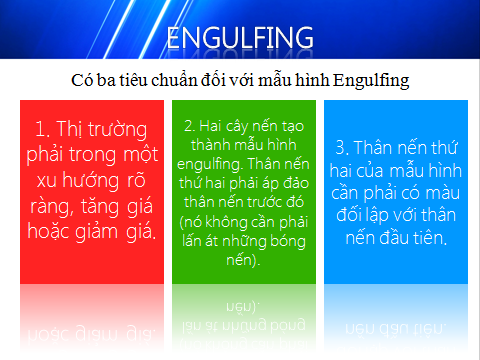 ENGULFING
Có ba tiêu chuẩn đối với mẫu hình Engulfing
1. Thị trường
phải trong một
xu hướng rõ
ràng, tăng giá
hoặc giảm giá.
2. Hai cây nến tạo
thành mẫu hình
engulfing. Thân nến
thứ hai phải áp đảo
thân nến trước đó
(nó không cần phải
lấn át những bóng
nến).
3. Thân nến thứ
hai của mẫu hình
cần phải có màu
đối lập với thân
nến đầu tiên.